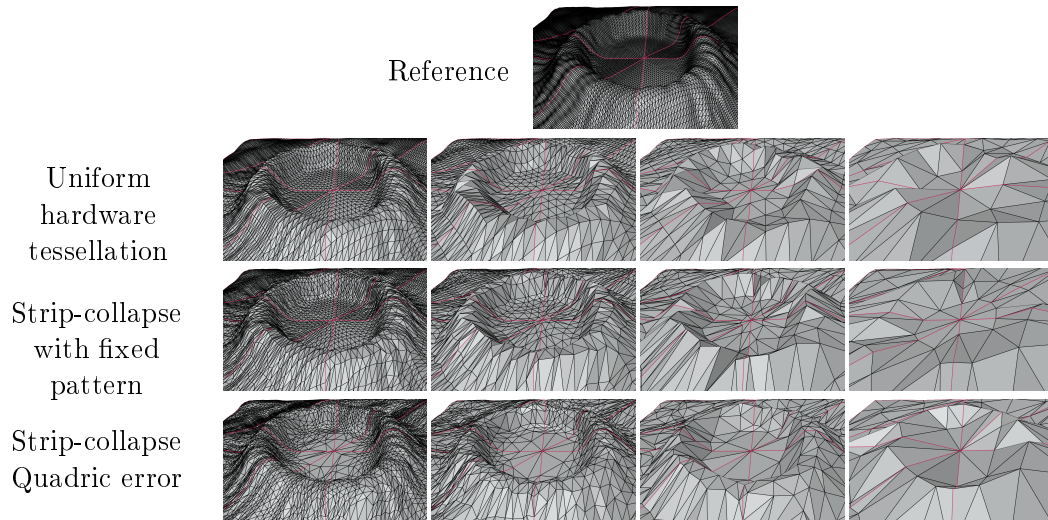 Reference
Uniform
hardware
tessellation
Strip-collapse
with fixed
pattern
Strip-collapse
Quadric error